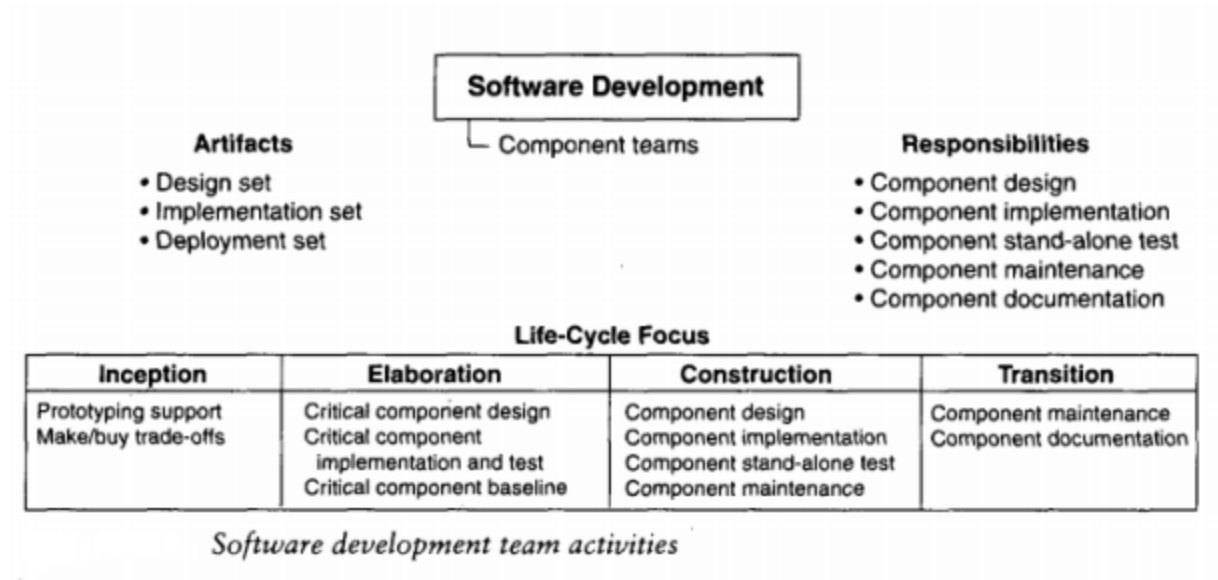 Software Development
Component teams
Artifacts
• Design set
• Implementation set
• Deployment set
Responsibilities
• Component design
• Component implementation
• Component stand-alone test
• Component maintenance
• Component documentation
Life-Cycle Focus
Inception
Prototyping support
Make/buy trade-offs
Elaboration
Critical component design
Critical component
implementation and test
Critical component baseline
Construction
Component design
Component implementation
Component stand-alone test
Component maintenance
Transition
Component maintenance
Component documentation
Software development team activities